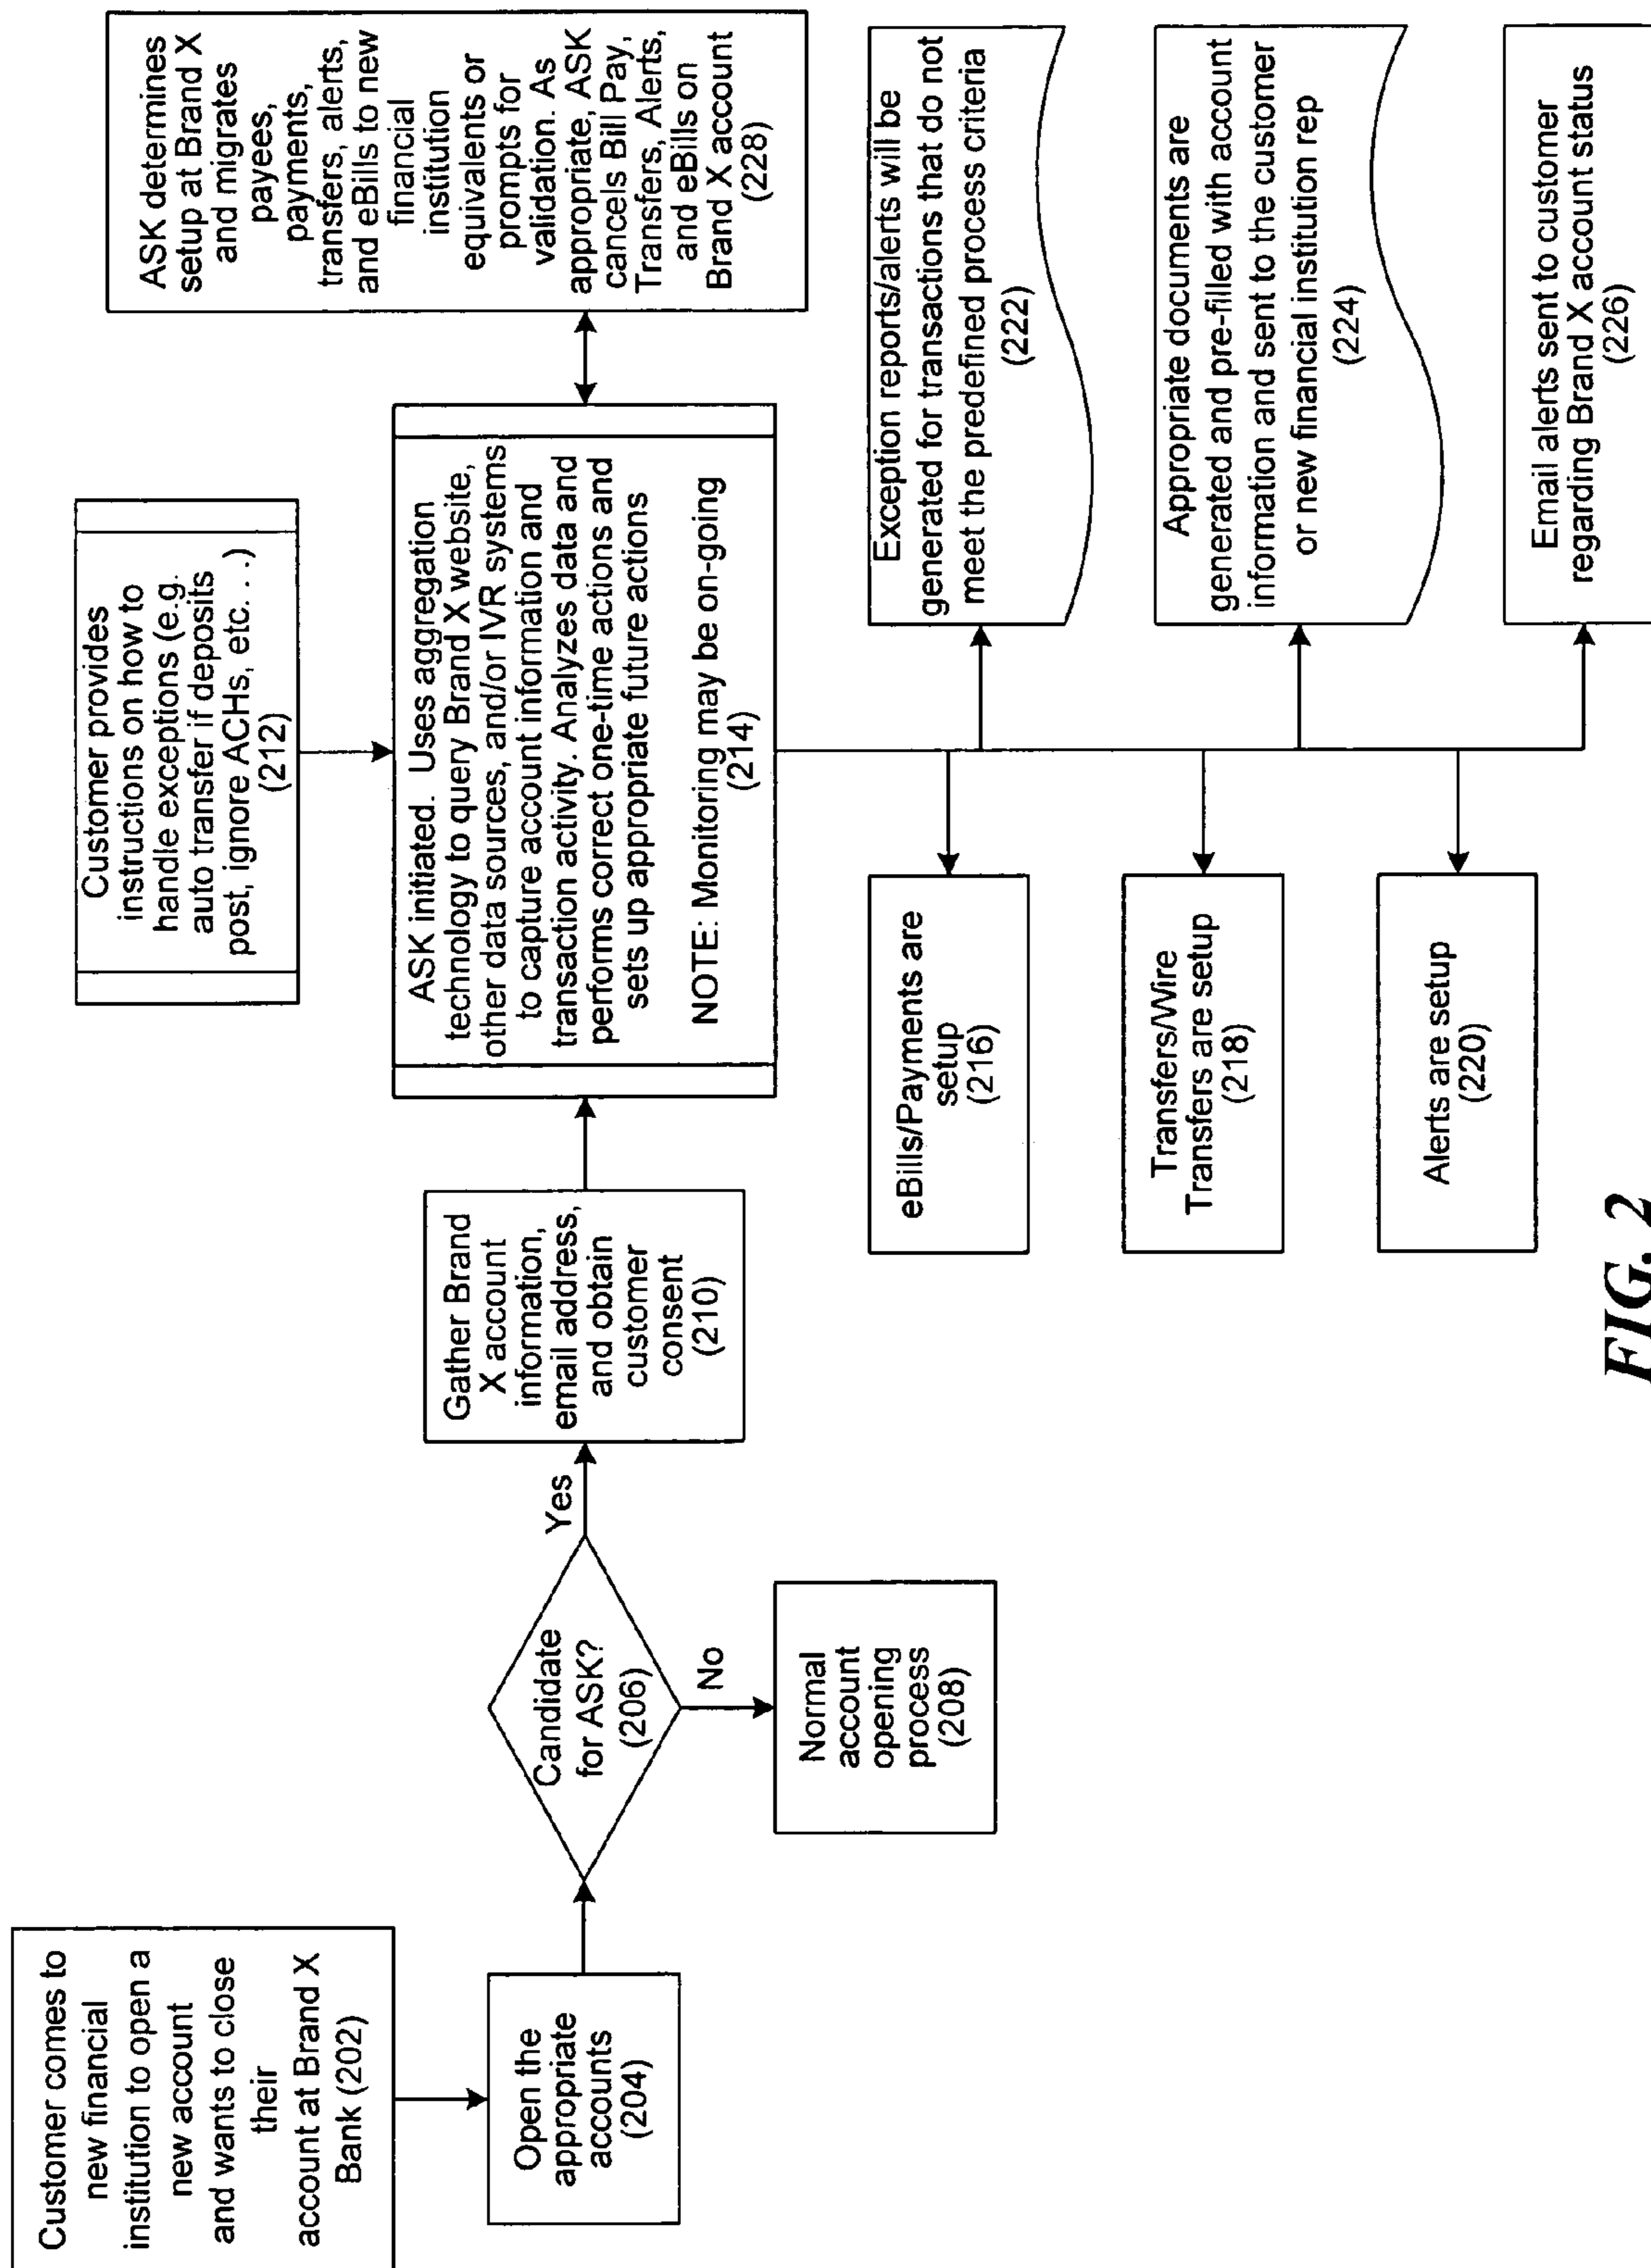 Customer comes to
new financial
institution to open a
new account
and wants to close
their
account at Brand X
Bank (202)
Open the
appropriate
accounts
(204)
Candidate
for ASK?
(206)
Yes
No
Normal
account
opening
process
(208)
Gather Brand
X account
information,
email address,
and obtain
customer
consent
(210)
Customer provides
instructions on how to
handle exceptions (e.g.
auto transfer if deposits
post, ignore ACHs, etc. . .)
(212)
ASK initiated. Uses aggregation
technology to query Brand X website,
other data sources, and/or IVR systems
to capture account information and
transaction activity. Analyzes data and
performs correct one-time actions and
sets up appropriate future actions
NOTE: Monitoring may be on-going
(214)
ASK determines
setup at Brand X
and migrates
payees,
payments,
transfers, alerts,
and eBills to new
financial
institution
equivalents or
prompts for
validation. As
appropriate, ASK
cancels Bill Pay,
Transfers, Alerts,
and eBills on
Brand X account
(228)
eBills/Payments are
setup
(216)
Transfers/Wire
Transfers are setup
(218)
Alerts are setup
(220)
Exception reports/alerts will be
generated for transactions that do not
meet the predefined process criteria
(222)
Appropriate documents are
generated and pre-filled with account
information and sent to the customer
or new financial institution rep
(224)
Email alerts sent to customer
regarding Brand X account status
(226)
FIG. 2